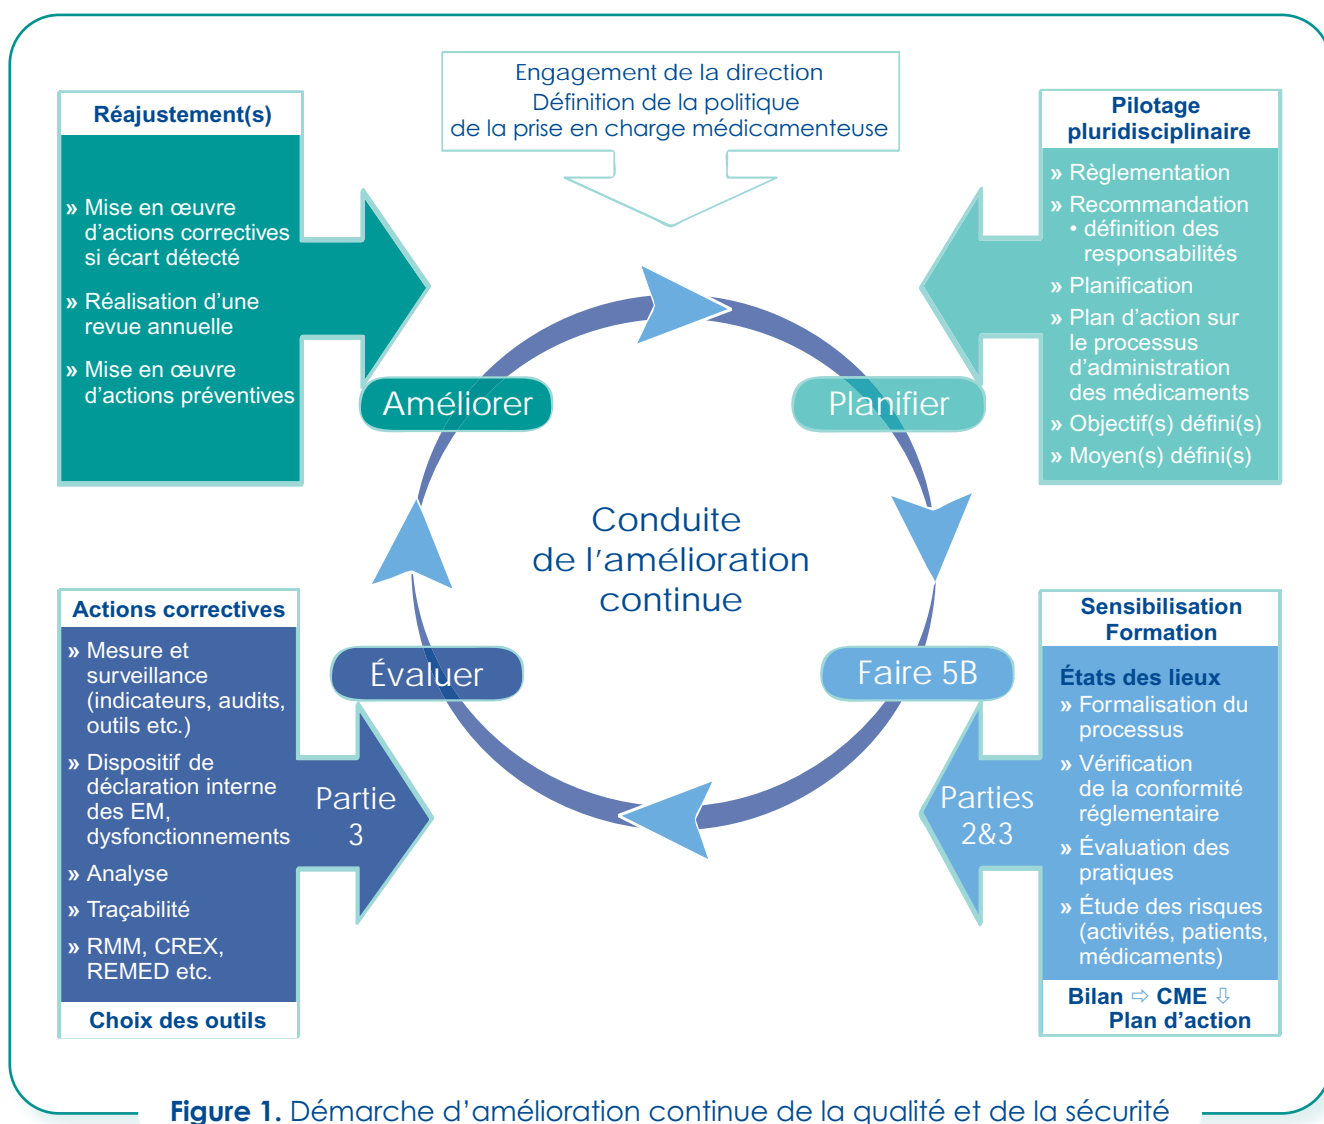 Engagement de la direction
Définition de la politique
de la prise en charge médicamenteuse
Réajustement(s)
» Mise en œuvre
d’actions correctives
si écart détecté
» Réalisation d’une
revue annuelle
» Mise en œuvre
d’actions préventives
Pilotage
pluridisciplinaire
» Règlementation
» Recommandation
• définition des
responsabilités
» Planification
» Plan d’action sur
le processus
d’administration
des médicaments
» Objectif(s) défini(s)
» Moyen(s) défini(s)
Améliorer
Planifier
Conduite
de l’amélioration
continue
Évaluer
Faire 5B
Actions correctives
» Mesure et
surveillance
(indicateurs, audits,
outils etc.)
» Dispositif de
déclaration interne
des EM,
dysfonctionnements
» Analyse
» Traçabilité
» RMM, CREX,
REMED etc.
Choix des outils
Partie
3
Parties
2&3
Sensibilisation
Formation
États des lieux
» Formalisation du
processus
» Vérification
de la conformité
réglementaire
» Évaluation des
pratiques
» Étude des risques
(activités, patients,
médicaments)
Bilan ⇨ CME ⇩
Plan d’action
Figure 1. Démarche d’amélioration continue de la qualité et de la sécurité